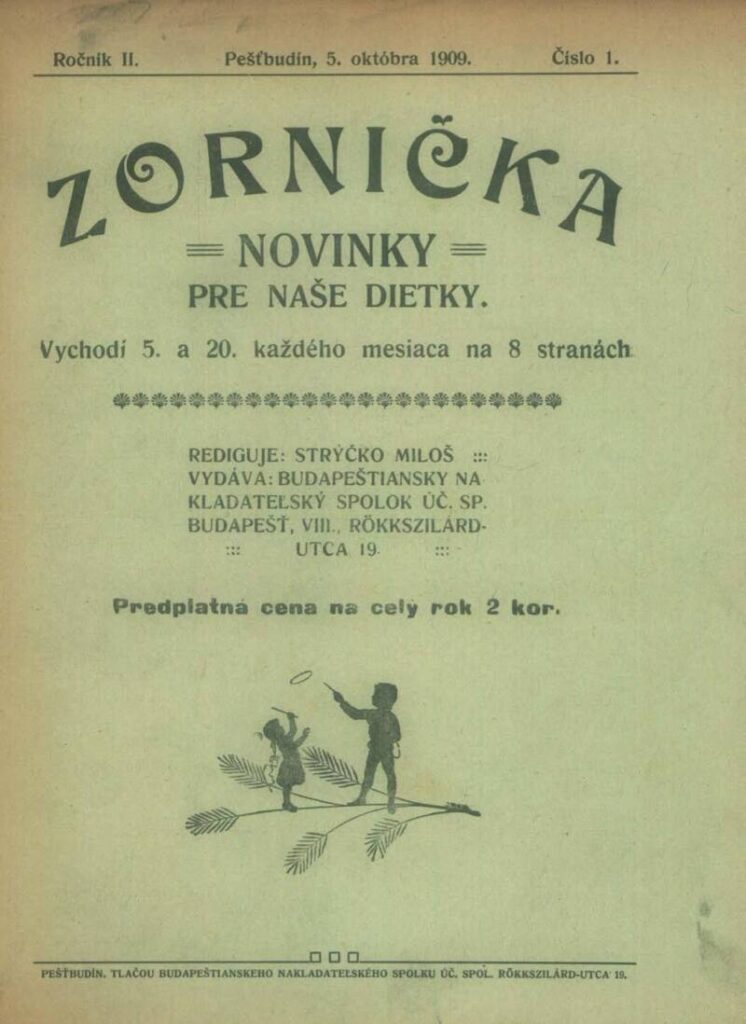 Ročník II. Pešťbudín, 5. októbra 1909. Číslo 1.
ZORNIČKA
NOVINKY
PRE NAŠE DIETKY.
Vychodí 5. a 20. každého mesiaca na 8 stranách
REDIGUJE: STRÝČKO MILOŠ :::
VYDÁVA: BUDAPEŠTIANSKY NA
KLADATEĽSKÝ SPOLOK ÚČ. SP.
BUDAPEŠŤ, VIII., RÖKKSZILÁRD-
::: UTCA 19. :::
Predplatná cena na celý rok 2 kor.
PEŠŤBUDÍN. TLAČOU BUDAPEŠTIANSKEHO NAKLADATEĽSKÉHO SPOLKU ÚČ. SPOL. RÖKKSZILÁRD-UTCA 19.